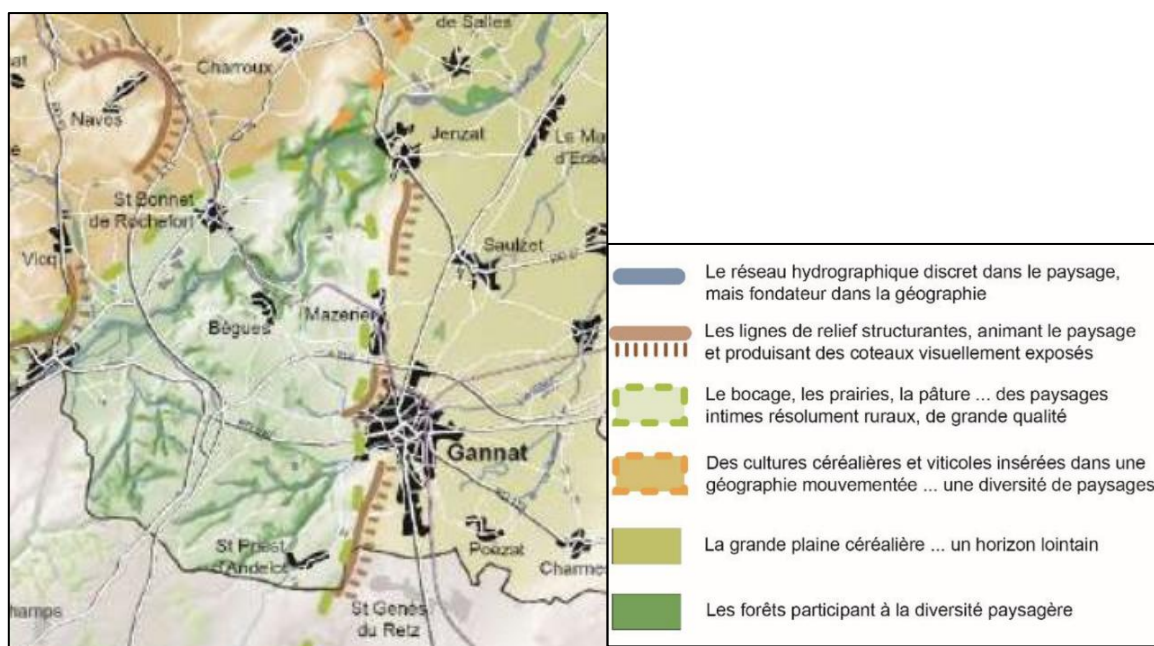 de Salles
Charroux
Naves
Jenzat
Le Ma
d'Ecol
St Bonnet
de Rochefort
Vicq
Saulzet
Bègues
Mazerier
Gannat
St Priest
d'Andelot
Poëzat
Charmes
champs
St Genès
du Retz
Le réseau hydrographique discret dans le paysage,
mais fondateur dans la géographie
Les lignes de relief structurantes, animant le paysage
et produisant des coteaux visuellement exposés
Le bocage, les prairies, la pâture ... des paysages
intimes résolument ruraux, de grande qualité
Des cultures céréalières et viticoles insérées dans une
géographie mouvementée ... une diversité de paysages
La grande plaine céréalière ... un horizon lointain
Les forêts participant à la diversité paysagère